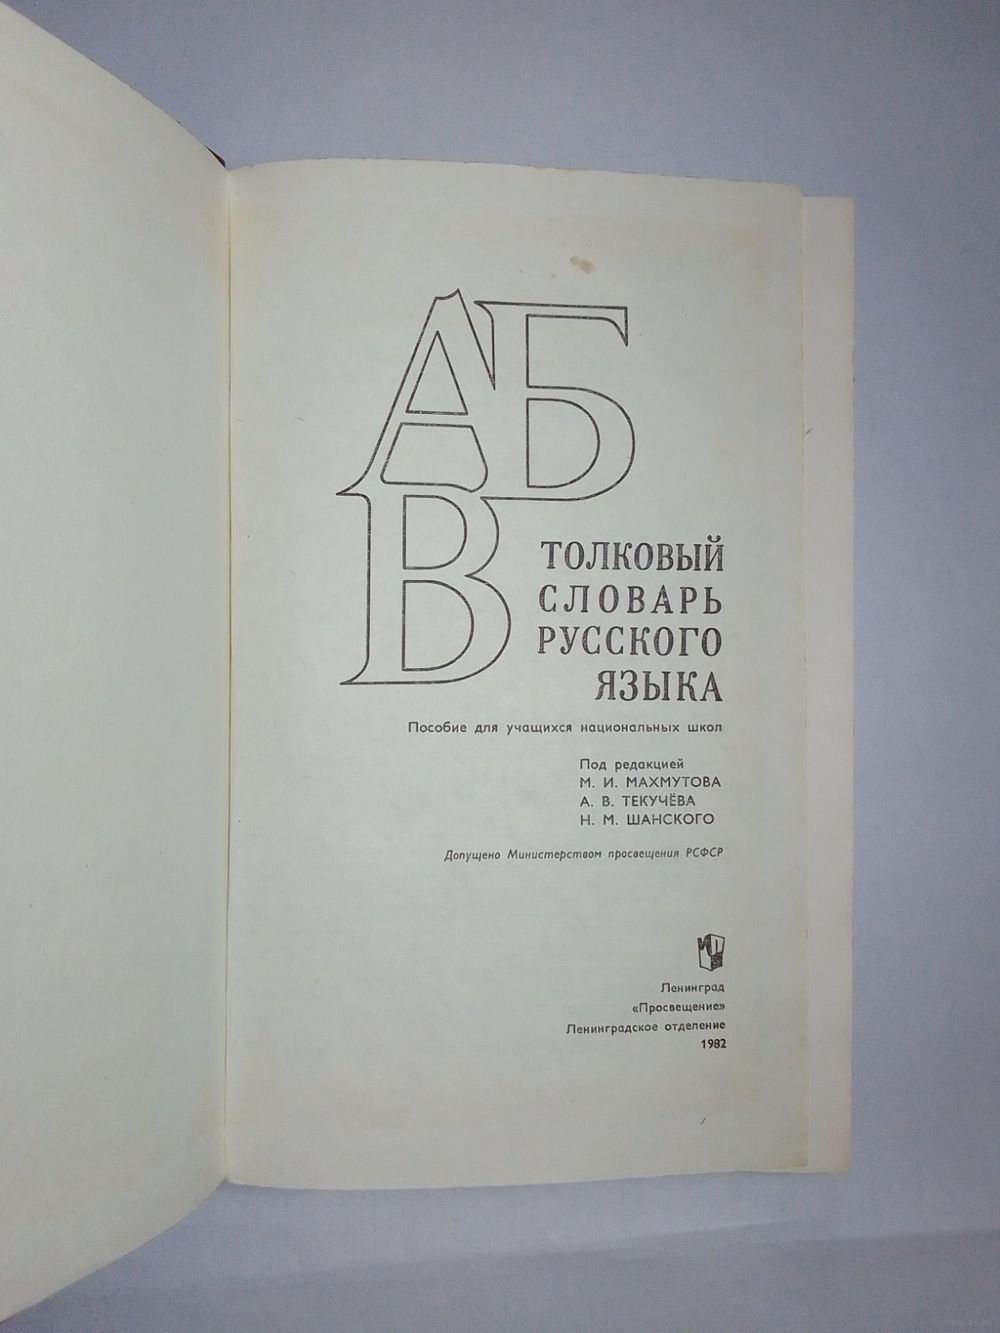 АБ
В
ТОЛКОВЫЙ
СЛОВАРЬ
РУССКОГО
ЯЗЫКА
Пособие для учащихся национальных школ
Под редакцией
М. И. МАХМУТОВА
А. В. ТЕКУЧЁВА
Н. М. ШАНСКОГО
Допущено Министерством просвещения РСФСР
Ленинград
«Просвещение»
Ленинградское отделение
1982